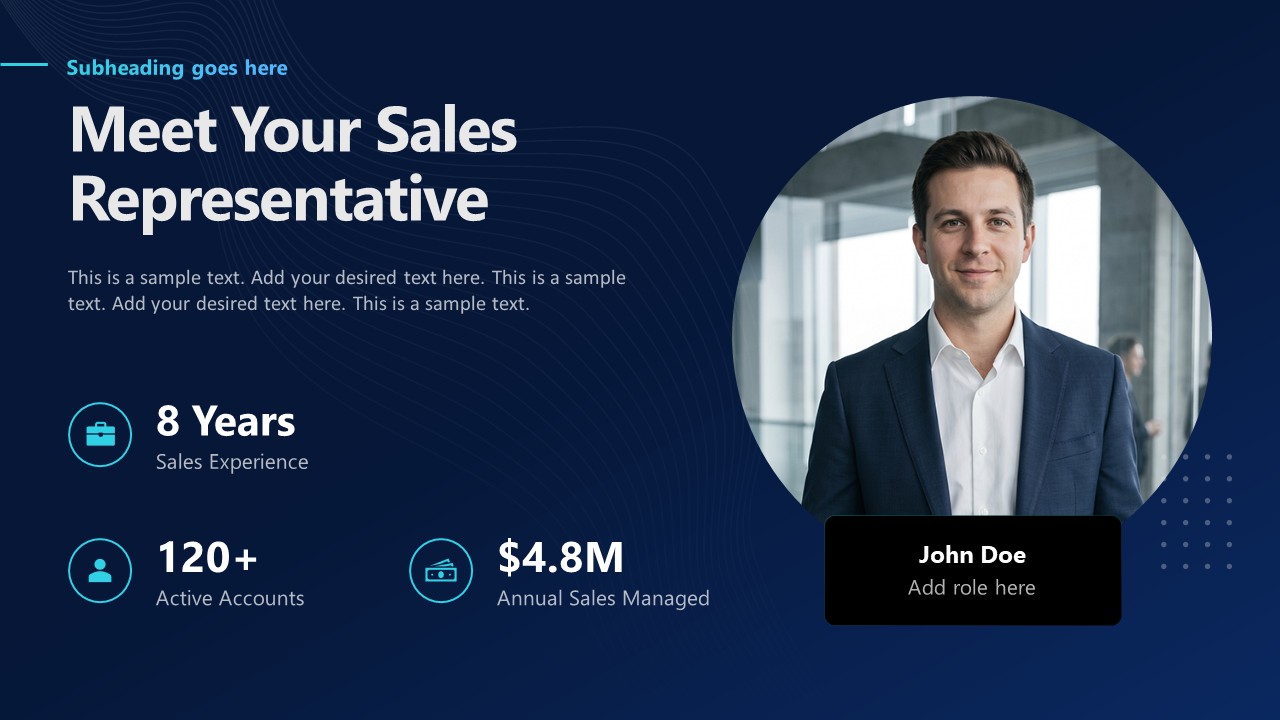 Subheading goes here
Meet Your Sales
Representative
This is a sample text. Add your desired text here. This is a sample
text. Add your desired text here. This is a sample text.
8 Years
Sales Experience
120+
Active Accounts
$4.8M
Annual Sales Managed
John Doe
Add role here